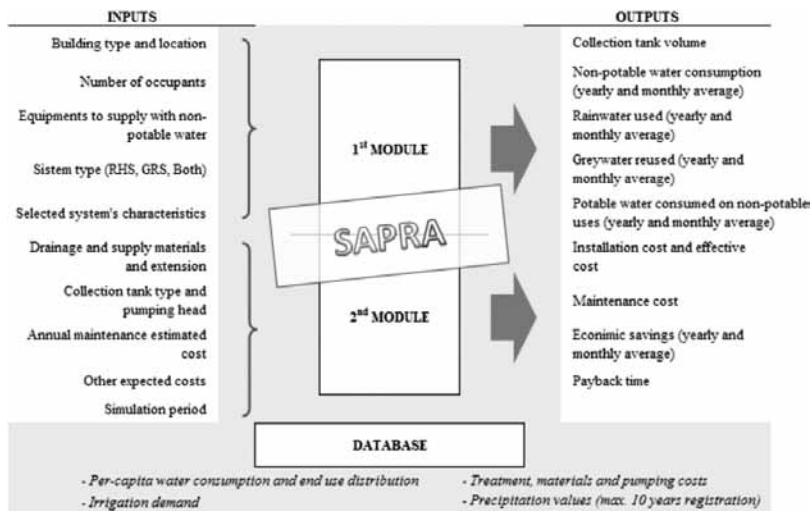 INPUTS
Building type and location
Number of occupants
Equipments to supply with non-
potable water
Sistem type (RHS, GRS, Both)
Selected system's characteristics
Drainage and supply materials
and extension
Collection tank type and
pumping head
Annual maintenance estimated
cost
Other expected costs
Simulation period
1st MODULE
SAPRA
2nd MODULE
OUTPUTS
Collection tank volume
Non-potable water consumption
(yearly and monthly average)
Rainwater used (yearly and
monthly average)
Greywater reused (yearly and
monthly average)
Potable water consumed on non-potables
uses (yearly and monthly average)
Installation cost and effective
cost
Maintenance cost
Econimic savings (yearly and
monthly average)
Payback time
DATABASE
- Per-capita water consumption and end use distribution
- Irrigation demand
- Treatment, materials and pumping costs
- Precipitation values (max. 10 years registration)